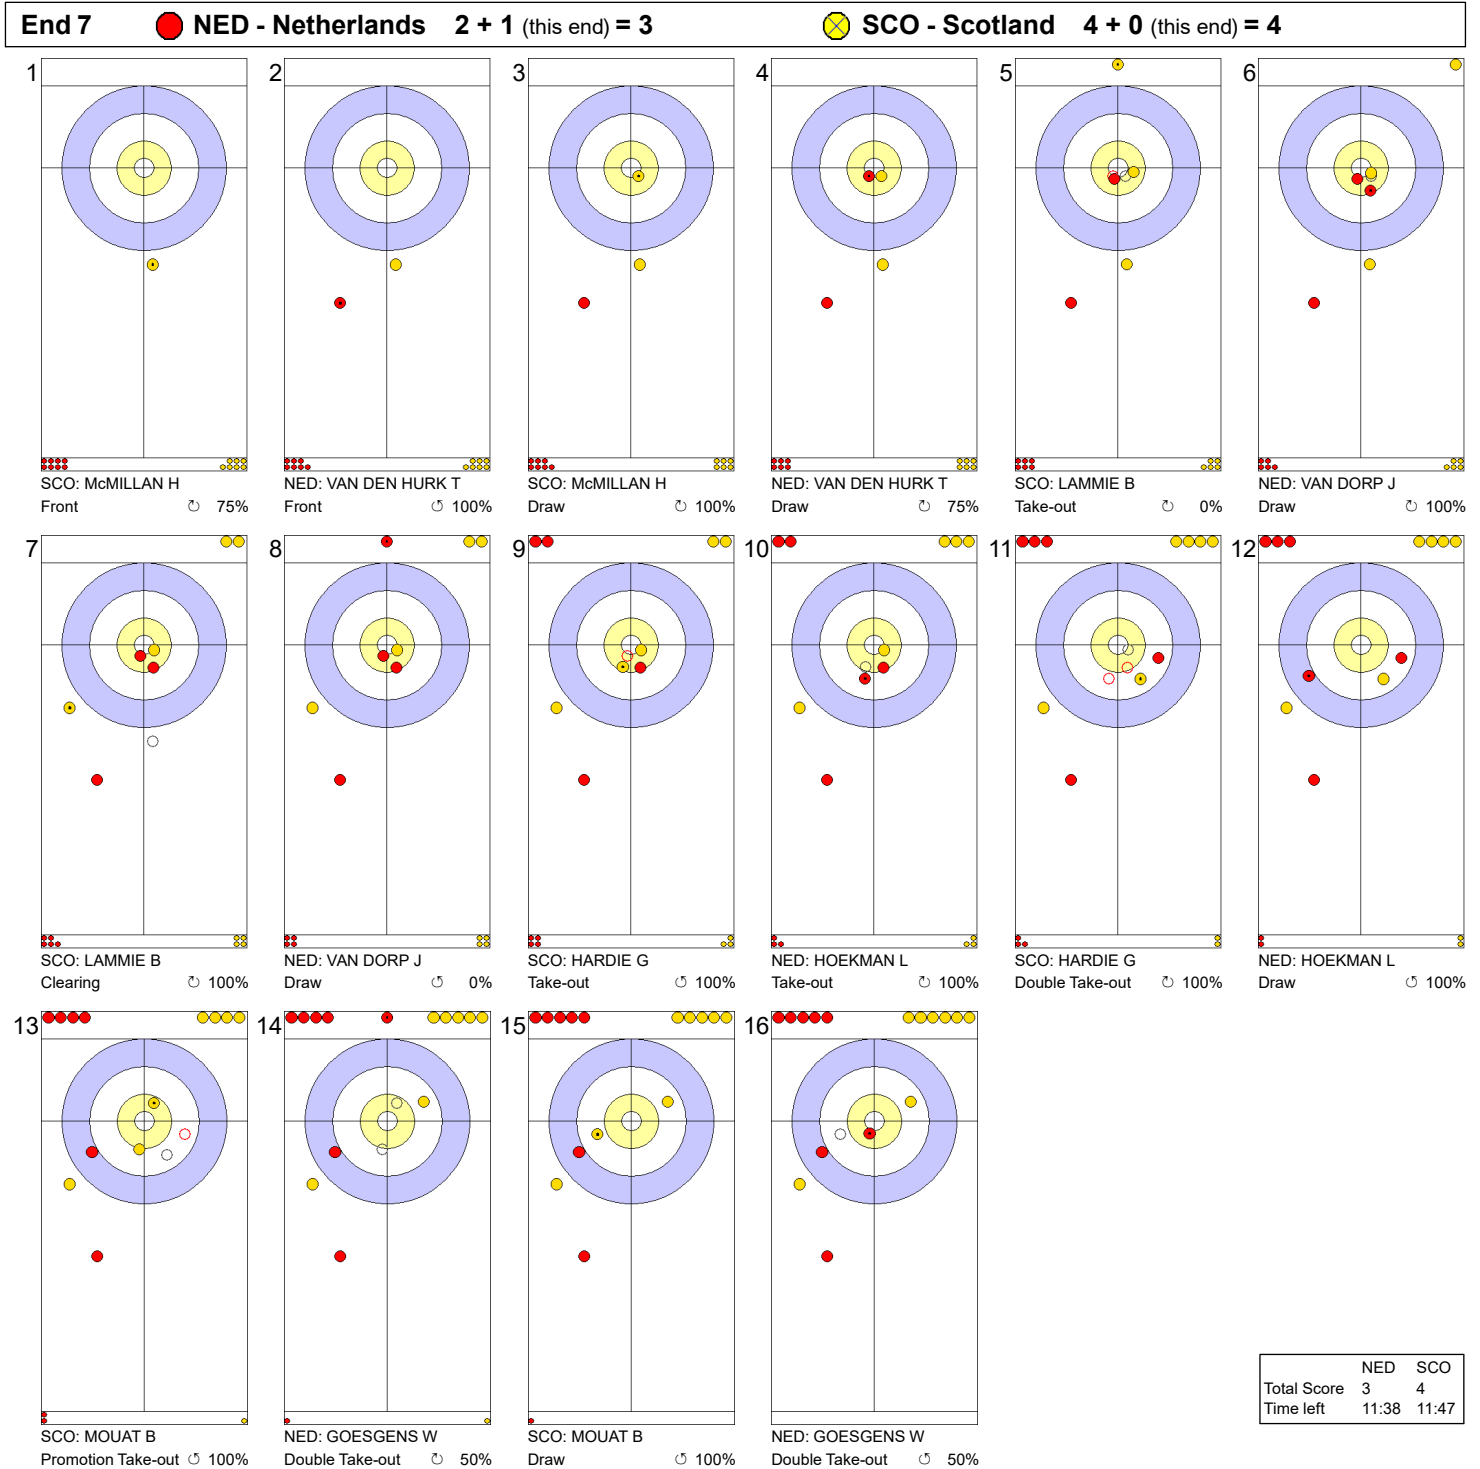 End 7 NED - Netherlands 2 + 1 (this end) = 3 SCO - Scotland 4 + 0 (this end) = 4
1 2 3 4 5 6
SCO: McMILLAN H NED: VAN DEN HURK T SCO: McMILLAN H NED: VAN DEN HURK T SCO: LAMMIE B NED: VAN DORP J
Front ↻ 75% Front ↺ 100% Draw ↻ 100% Draw ↻ 75% Take-out ↻ 0% Draw ↻ 100%
7 8 9 10 11 12
SCO: LAMMIE B NED: VAN DORP J SCO: HARDIE G NED: HOEKMAN L SCO: HARDIE G NED: HOEKMAN L
Clearing ↻ 100% Draw ↺ 0% Take-out ↻ 100% Take-out ↻ 100% Double Take-out ↻ 100% Draw ↺ 100%
13 14 15 16
SCO: MOUAT B NED: GOESGENS W SCO: MOUAT B NED: GOESGENS W
Promotion Take-out ↺ 100% Double Take-out ↻ 50% Draw ↺ 100% Double Take-out ↺ 50%
NED SCO
Total Score 3 4
Time left 11:38 11:47